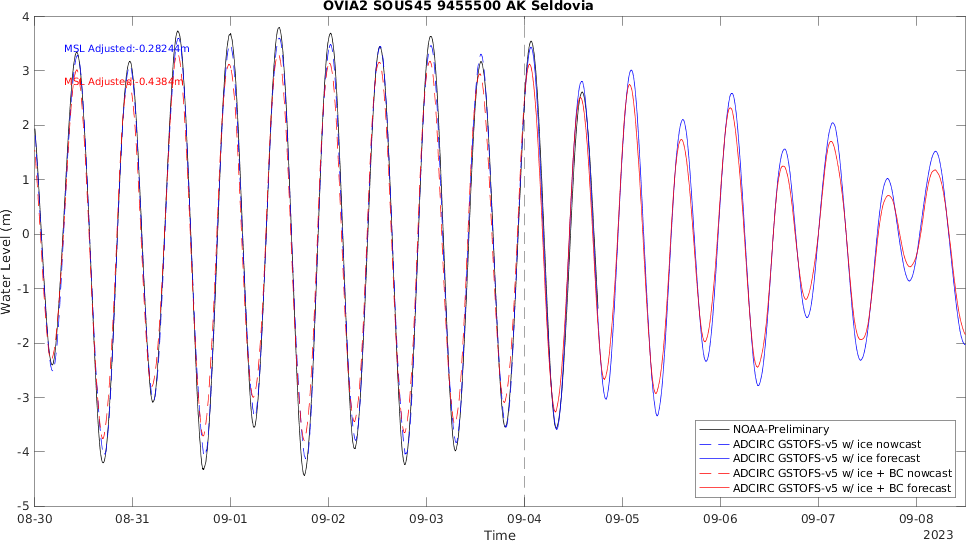 OVIA2 SOUS45 9455500 AK Seldovia
4
3
2
1
0
-1
-2
-3
-4
-5
Water Level (m)
MSL Adjusted:-0.28244m
MSL Adjusted:-0.4384m
NOAA-Preliminary
ADCIRC GSTOFS-v5 w/ ice nowcast
ADCIRC GSTOFS-v5 w/ ice forecast
ADCIRC GSTOFS-v5 w/ ice + BC nowcast
ADCIRC GSTOFS-v5 w/ ice + BC forecast
08-30 08-31 09-01 09-02 09-03 09-04 09-05 09-06 09-07 09-08
Time
2023